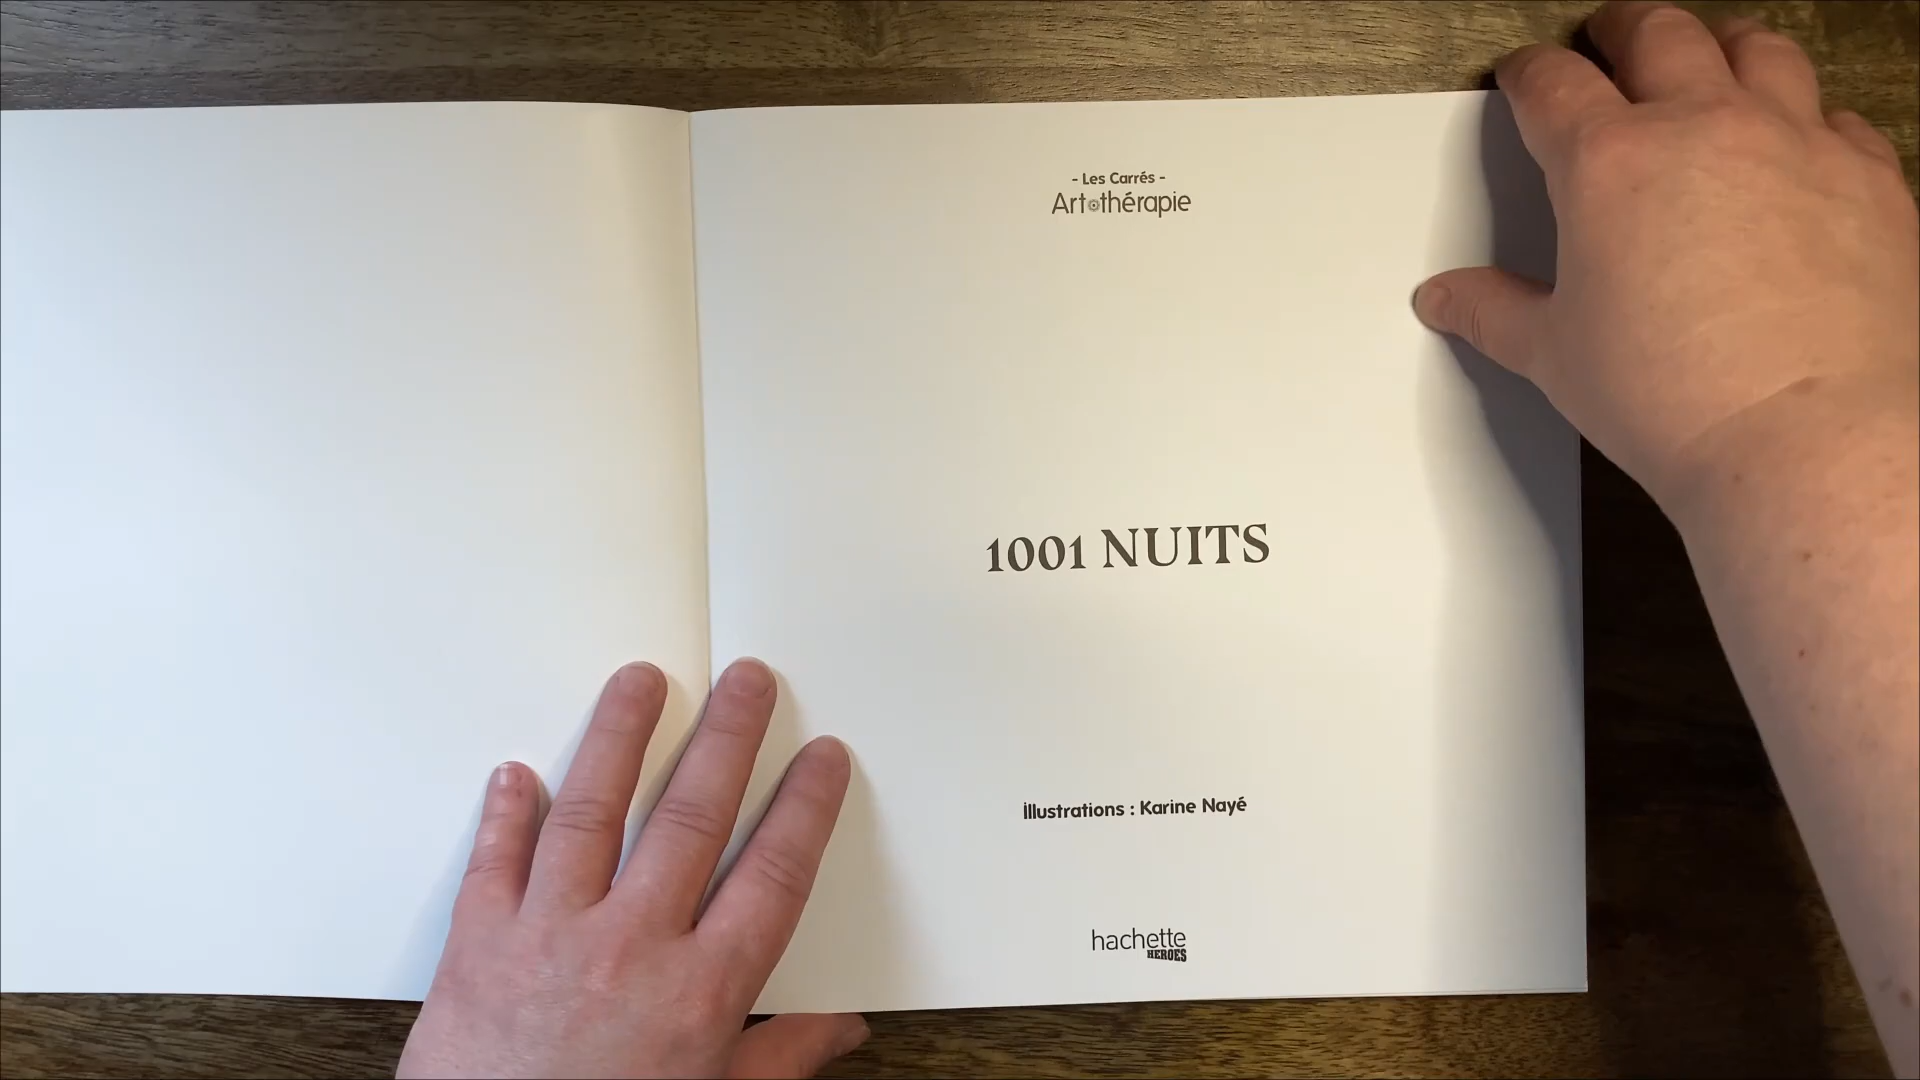 - Les Carrés -
Art thérapie
1001 NUITS
Illustrations : Karine Nayé
hachette
HEROES